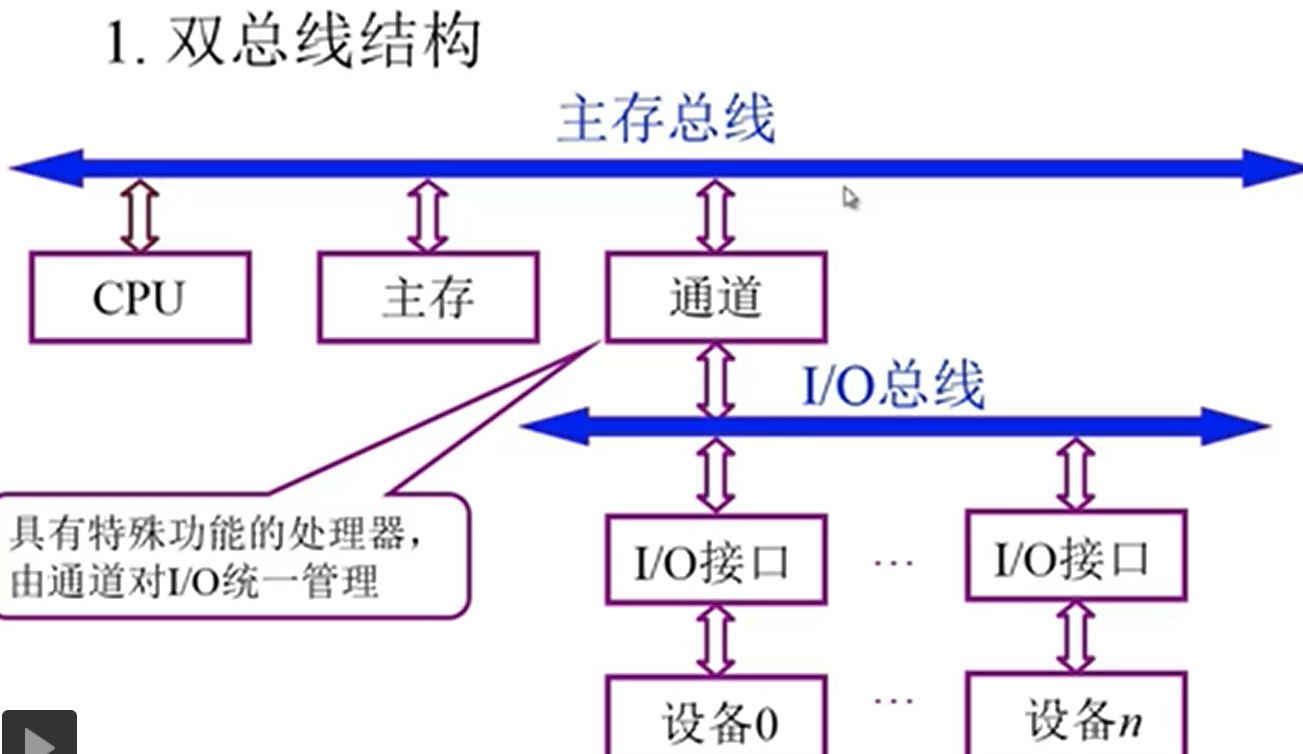 1. 双总线结构
主存总线
CPU
主存
通道
I/O总线
具有特殊功能的处理器，
由通道对I/O统一管理
I/O接口
…
I/O接口
设备0
…
设备n